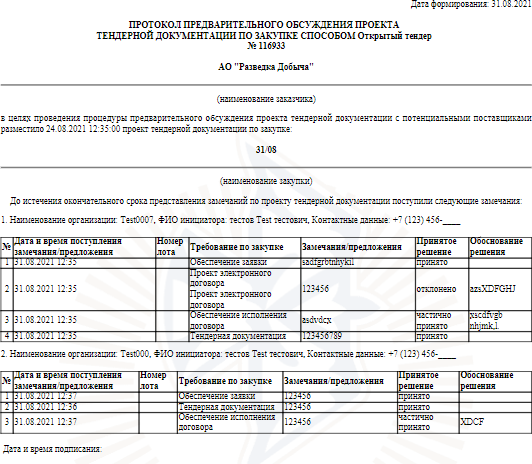 Дата формирования: 31.08.2021
ПРОТОКОЛ ПРЕДВАРИТЕЛЬНОГО ОБСУЖДЕНИЯ ПРОЕКТА
ТЕНДЕРНОЙ ДОКУМЕНТАЦИИ ПО ЗАКУПКЕ СПОСОБОМ Открытый тендер
№ 116933
АО "Разведка Добыча"
(наименование заказчика)
в целях проведения процедуры предварительного обсуждения проекта тендерной документации с потенциальными поставщиками
разместило 24.08.2021 12:35:00 проект тендерной документации по закупке:
31/08
(наименование закупки)
До истечения окончательного срока представления замечаний по проекту тендерной документации поступили следующие замечания:
1. Наименование организации: Test0007, ФИО инициатора: тестов Test тестович, Контактные данные: +7 (123) 456-____
№ Дата и время поступления замечания/предложения Номер лота Требование по закупке Замечания/предложения Принятое решение Обоснование решения
1 31.08.2021 12:35 Обеспечение заявки sadfgrbtnhykil принято
2 31.08.2021 12:35 Проект электронного договора Проект электронного договора 123456 отклонено azsXDFGHJ
3 31.08.2021 12:35 Обеспечение исполнения договора asdvdcx частично принято xscdfvgb nhjmk,l.
4 31.08.2021 12:35 Тендерная документация 123456789 принято
2. Наименование организации: Test000, ФИО инициатора: тестов Test тестович, Контактные данные: +7 (123) 456-____
№ Дата и время поступления замечания/предложения Номер лота Требование по закупке Замечания/предложения Принятое решение Обоснование решения
1 31.08.2021 12:37 Обеспечение заявки 123456 принято
2 31.08.2021 12:36 Тендерная документация 123456 принято
3 31.08.2021 12:37 Обеспечение исполнения договора 123456 частично принято XDCF
Дата и время подписания: